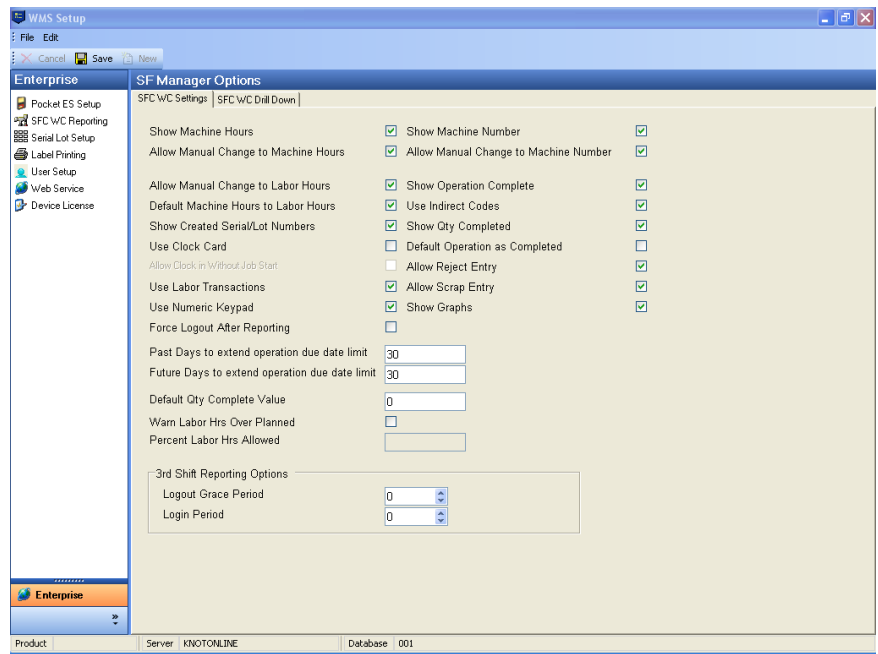 WMS Setup
File Edit
Cancel Save New
Enterprise
SF Manager Options
Pocket ES Setup
SFC WC Reporting
Serial Lot Setup
Label Printing
User Setup
Web Service
Device License
SFC WC Settings SFC WC Drill Down
Show Machine Hours Show Machine Number
Allow Manual Change to Machine Hours Allow Manual Change to Machine Number
Allow Manual Change to Labor Hours Show Operation Complete
Default Machine Hours to Labor Hours Use Indirect Codes
Show Created Serial/Lot Numbers Show Qty Completed
Use Clock Card Default Operation as Completed
Allow Clock in Without Job Start Allow Reject Entry
Use Labor Transactions Allow Scrap Entry
Use Numeric Keypad Show Graphs
Force Logout After Reporting
Past Days to extend operation due date limit 30
Future Days to extend operation due date limit 30
Default Qty Complete Value 0
Warn Labor Hrs Over Planned
Percent Labor Hrs Allowed
3rd Shift Reporting Options
Logout Grace Period 0
Login Period 0
Enterprise
Product Server KNOTONLINE Database 001